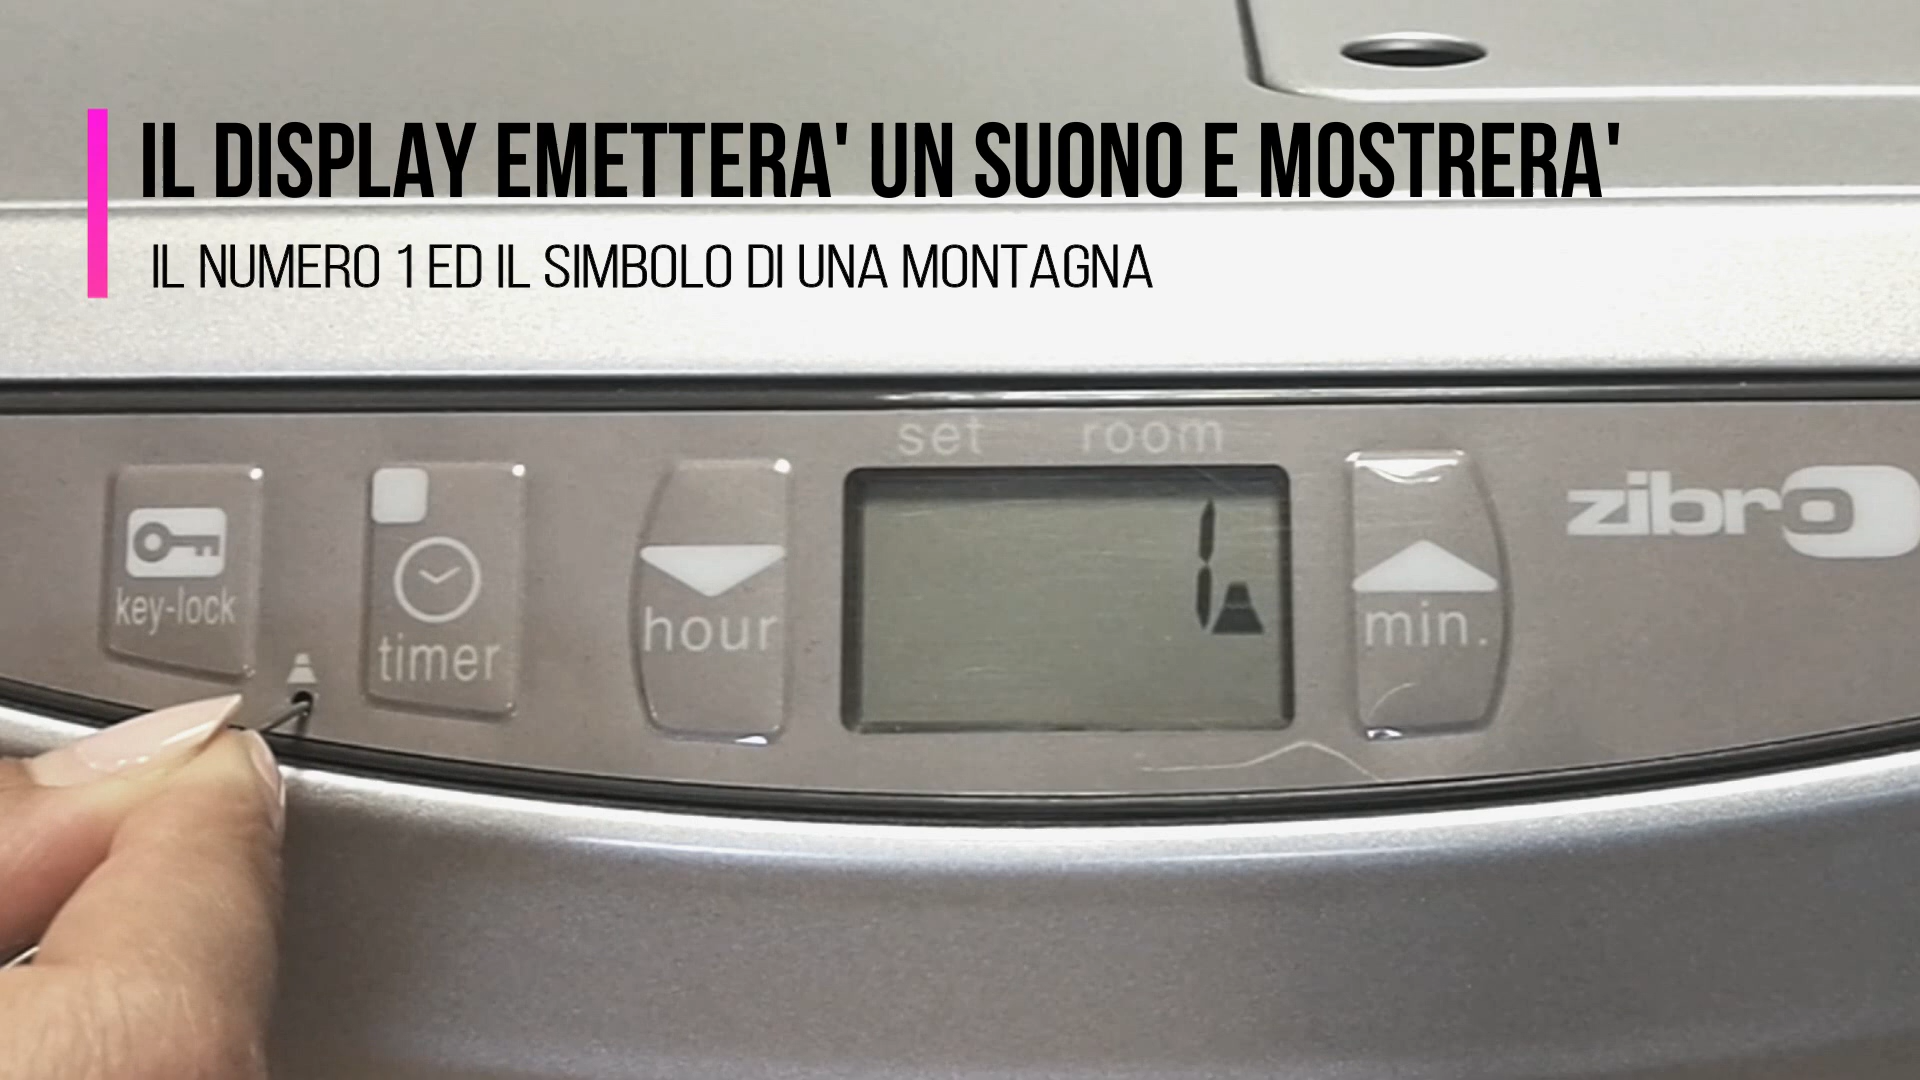 IL DISPLAY EMETTERA' UN SUONO E MOSTRERA'
IL NUMERO 1 ED IL SIMBOLO DI UNA MONTAGNA
set room
key-lock
timer
hour
1
min.
zibro